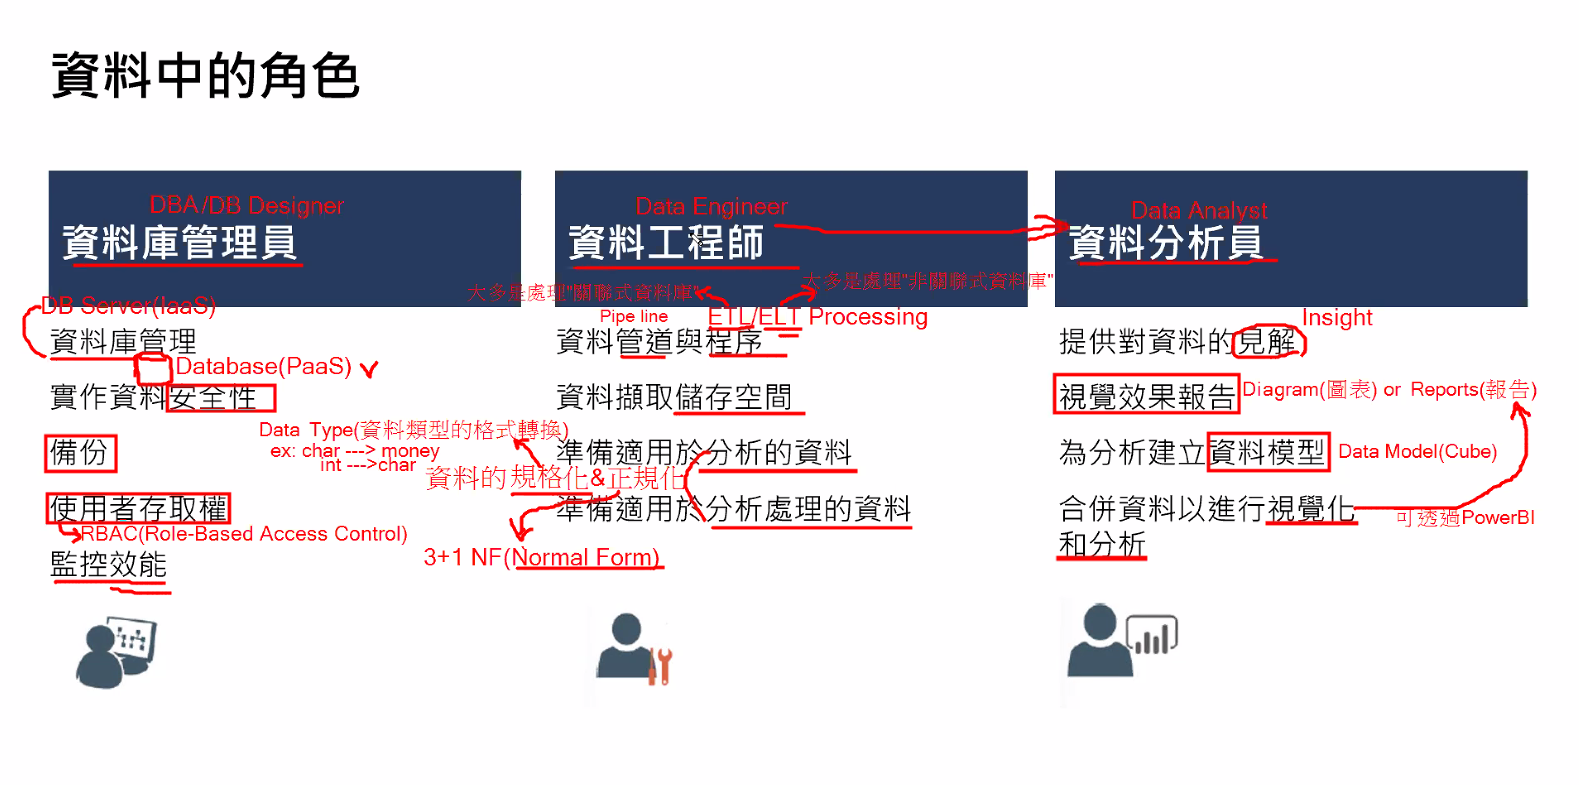 資料中的角色
DBA/DB Designer
資料庫管理員
DB Server(IaaS)
資料庫管理
Database(PaaS)
實作資料安全性
備份
使用者存取權
RBAC(Role-Based Access Control)
監控效能
Data Engineer
資料工程師
大多是處理"關聯式資料庫"
大多是處理"非關聯式資料庫"
Pipe line
ETL/ELT Processing
資料管道與程序
資料擷取儲存空間
Data Type(資料類型的格式轉換)
ex: char ---> money
int --->char
準備適用於分析的資料
資料的規格化&正規化
準備適用於分析處理的資料
3+1 NF(Normal Form)
Data Analyst
資料分析員
Insight
提供對資料的見解
視覺效果報告
Diagram(圖表) or Reports(報告)
為分析建立資料模型
Data Model(Cube)
合併資料以進行視覺化
和分析
可透過PowerBI